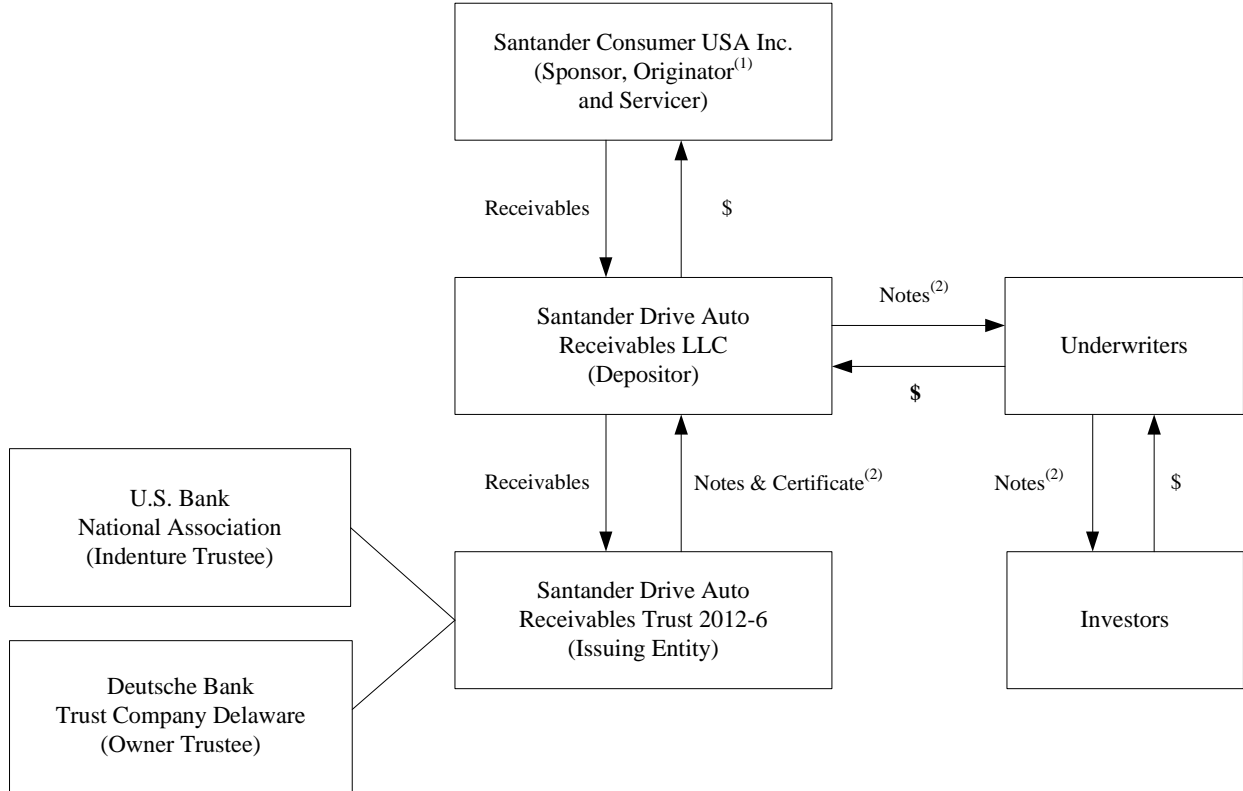 Santander Consumer USA Inc.
(Sponsor, Originator(1)
and Servicer)
Receivables
$
Santander Drive Auto
Receivables LLC
(Depositor)
Notes(2)
$
Underwriters
Receivables
Notes & Certificate(2)
Notes(2)
$
U.S. Bank
National Association
(Indenture Trustee)
Santander Drive Auto
Receivables Trust 2012-6
(Issuing Entity)
Investors
Deutsche Bank
Trust Company Delaware
(Owner Trustee)